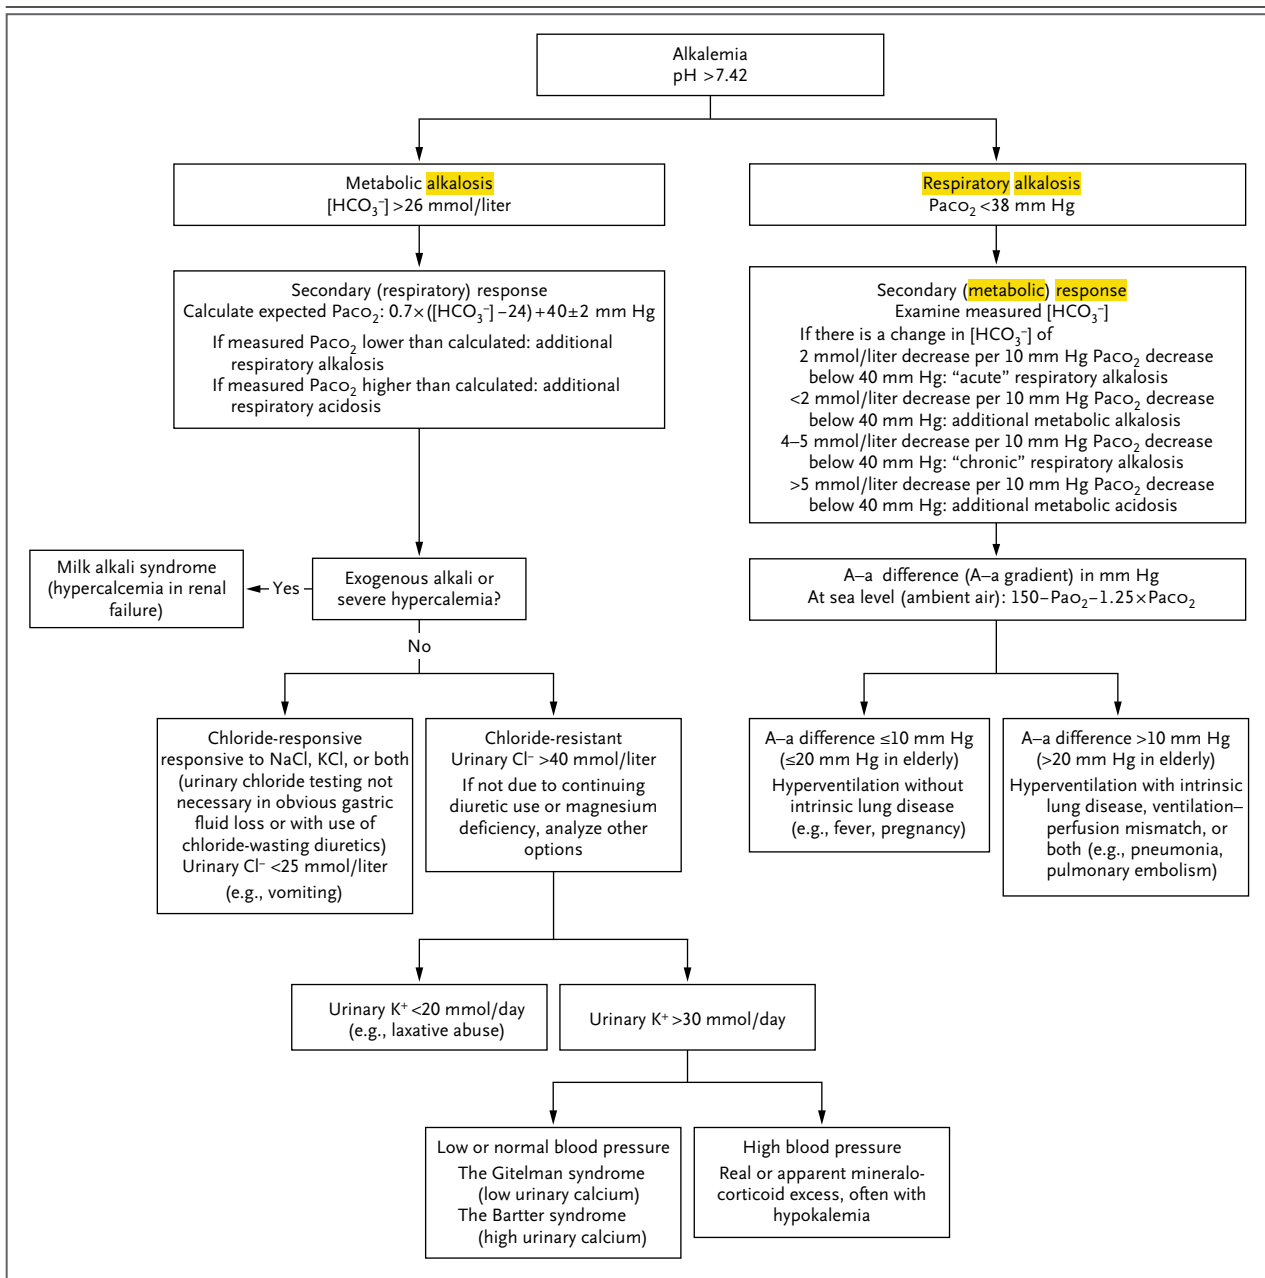 Alkalemia
pH >7.42
Metabolic alkalosis
[HCO₃⁻] >26 mmol/liter
Respiratory alkalosis
Paco₂ <38 mm Hg
Secondary (respiratory) response
Calculate expected Paco₂: 0.7×([HCO₃⁻]−24)+40±2 mm Hg
If measured Paco₂ lower than calculated: additional
respiratory alkalosis
If measured Paco₂ higher than calculated: additional
respiratory acidosis
Secondary (metabolic) response
Examine measured [HCO₃⁻]
If there is a change in [HCO₃⁻] of
2 mmol/liter decrease per 10 mm Hg Paco₂ decrease
below 40 mm Hg: “acute” respiratory alkalosis
<2 mmol/liter decrease per 10 mm Hg Paco₂ decrease
below 40 mm Hg: additional metabolic alkalosis
4–5 mmol/liter decrease per 10 mm Hg Paco₂ decrease
below 40 mm Hg: “chronic” respiratory alkalosis
>5 mmol/liter decrease per 10 mm Hg Paco₂ decrease
below 40 mm Hg: additional metabolic acidosis
Milk alkali syndrome
(hypercalcemia in renal
failure)
Yes
Exogenous alkali or
severe hypercalemia?
No
A–a difference (A–a gradient) in mm Hg
At sea level (ambient air): 150−Pao₂−1.25×Paco₂
Chloride-responsive
responsive to NaCl, KCl, or both
(urinary chloride testing not
necessary in obvious gastric
fluid loss or with use of
chloride-wasting diuretics)
Urinary Cl⁻ <25 mmol/liter
(e.g., vomiting)
Chloride-resistant
Urinary Cl⁻ >40 mmol/liter
If not due to continuing
diuretic use or magnesium
deficiency, analyze other
options
A–a difference ≤10 mm Hg
(≤20 mm Hg in elderly)
Hyperventilation without
intrinsic lung disease
(e.g., fever, pregnancy)
A–a difference >10 mm Hg
(>20 mm Hg in elderly)
Hyperventilation with intrinsic
lung disease, ventilation–
perfusion mismatch, or
both (e.g., pneumonia,
pulmonary embolism)
Urinary K⁺ <20 mmol/day
(e.g., laxative abuse)
Urinary K⁺ >30 mmol/day
Low or normal blood pressure
The Gitelman syndrome
(low urinary calcium)
The Bartter syndrome
(high urinary calcium)
High blood pressure
Real or apparent mineralo-
corticoid excess, often with
hypokalemia